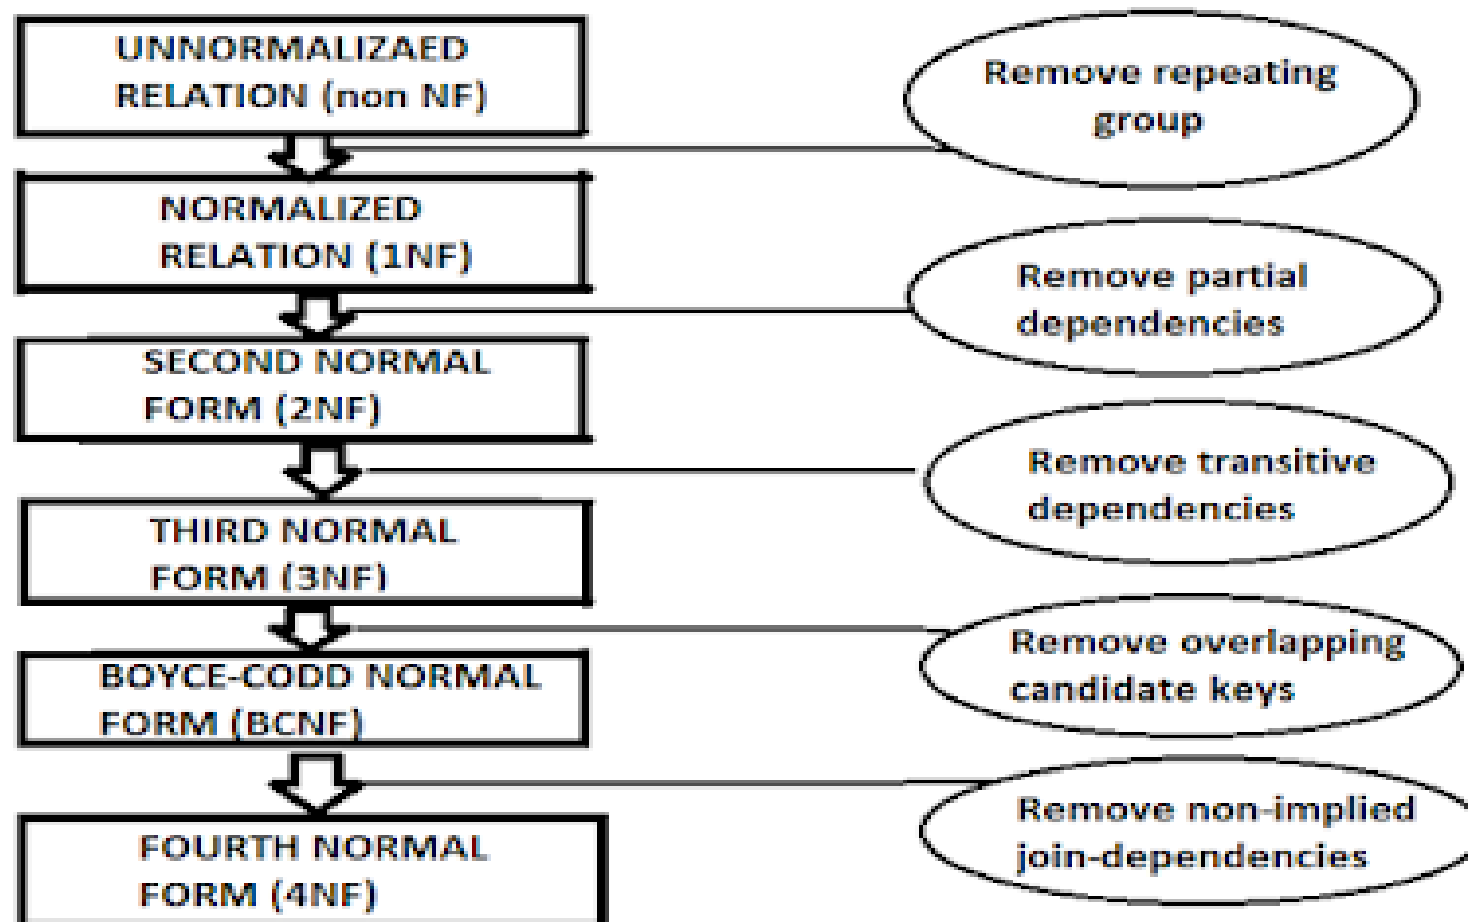 UNNORMALIZAED
RELATION (non NF)
Remove repeating
group
NORMALIZED
RELATION (1NF)
Remove partial
dependencies
SECOND NORMAL
FORM (2NF)
Remove transitive
dependencies
THIRD NORMAL
FORM (3NF)
Remove overlapping
candidate keys
BOYCE-CODD NORMAL
FORM (BCNF)
Remove non-implied
join-dependencies
FOURTH NORMAL
FORM (4NF)